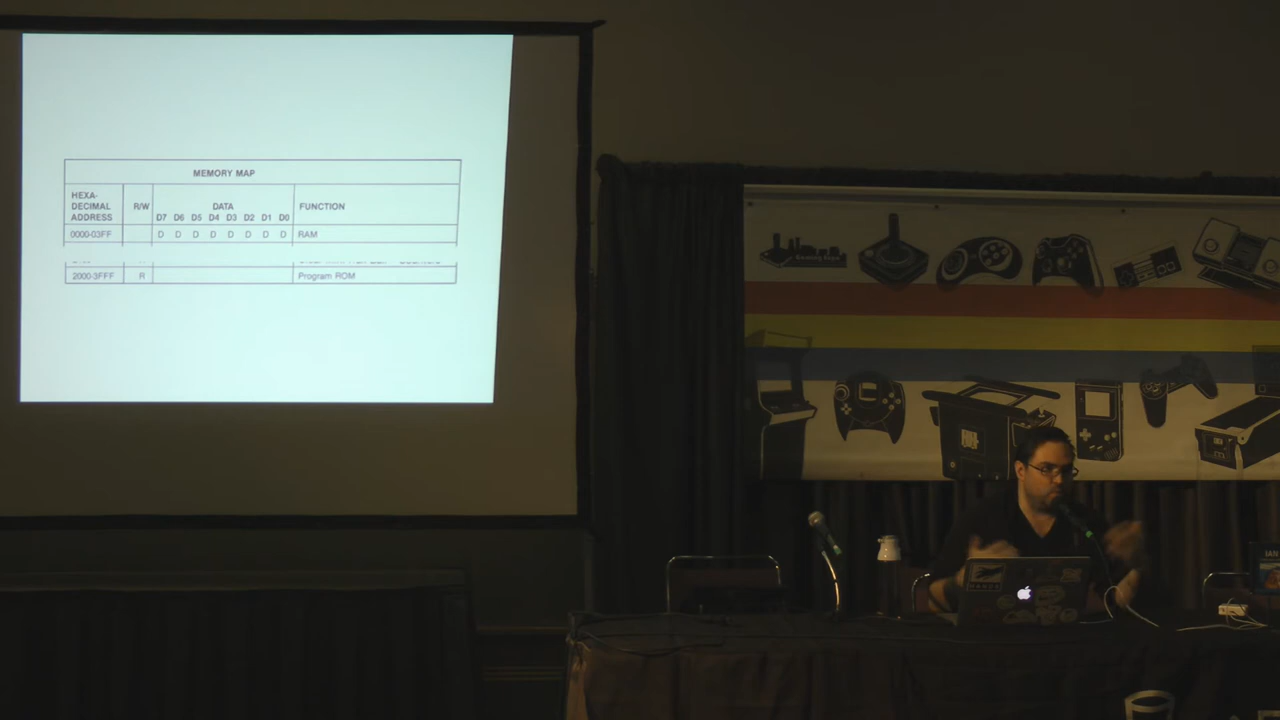 MEMORY MAP
HEXA-
DECIMAL
ADDRESS
R/W
DATA
D7 D6 D5 D4 D3 D2 D1 D0
FUNCTION
0000-03FF D D D D D D D D RAM
2000-3FFF R Program ROM
IAN